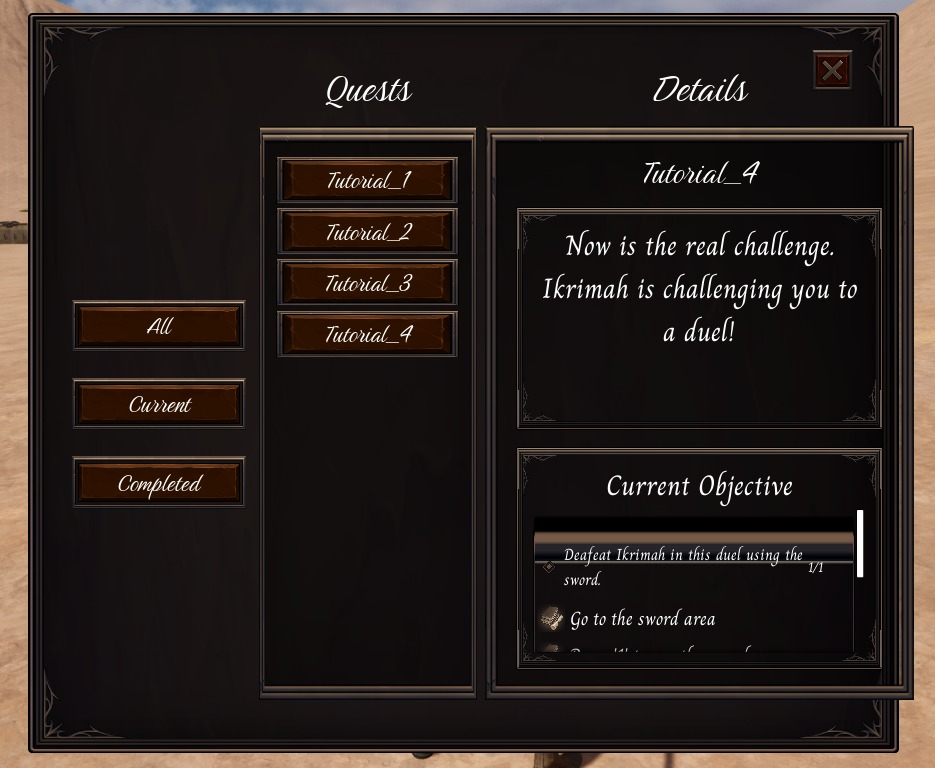 Quests
Details
All
Current
Completed
Tutorial_1
Tutorial_2
Tutorial_3
Tutorial_4
Tutorial_4
Now is the real challenge.
Ikrimah is challenging you to
a duel!
Current Objective
Deafeat Ikrimah in this duel using the
sword.
1/1
Go to the sword area